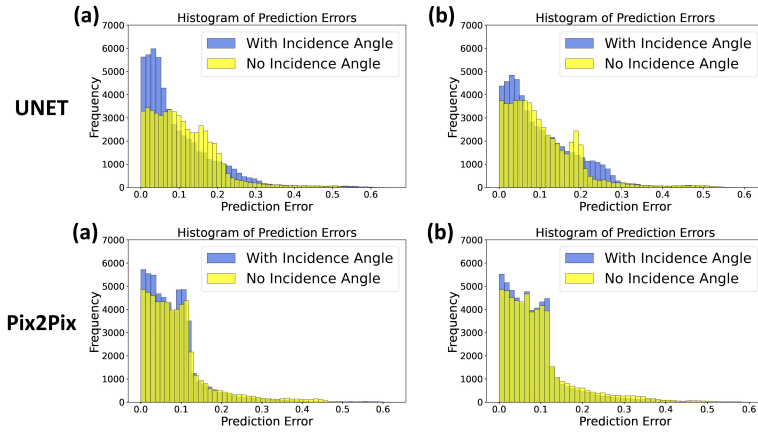 (a)
Histogram of Prediction Errors
7000
6000
5000
4000
3000
2000
1000
0
Frequency
With Incidence Angle
No Incidence Angle
0.0 0.1 0.2 0.3 0.4 0.5 0.6
Prediction Error
(b)
Histogram of Prediction Errors
7000
6000
5000
4000
3000
2000
1000
0
Frequency
With Incidence Angle
No Incidence Angle
0.0 0.1 0.2 0.3 0.4 0.5 0.6
Prediction Error
UNET
(a)
Histogram of Prediction Errors
7000
6000
5000
4000
3000
2000
1000
0
Frequency
With Incidence Angle
No Incidence Angle
0.0 0.1 0.2 0.3 0.4 0.5 0.6
Prediction Error
(b)
Histogram of Prediction Errors
7000
6000
5000
4000
3000
2000
1000
0
Frequency
With Incidence Angle
No Incidence Angle
0.0 0.1 0.2 0.3 0.4 0.5 0.6
Prediction Error
Pix2Pix